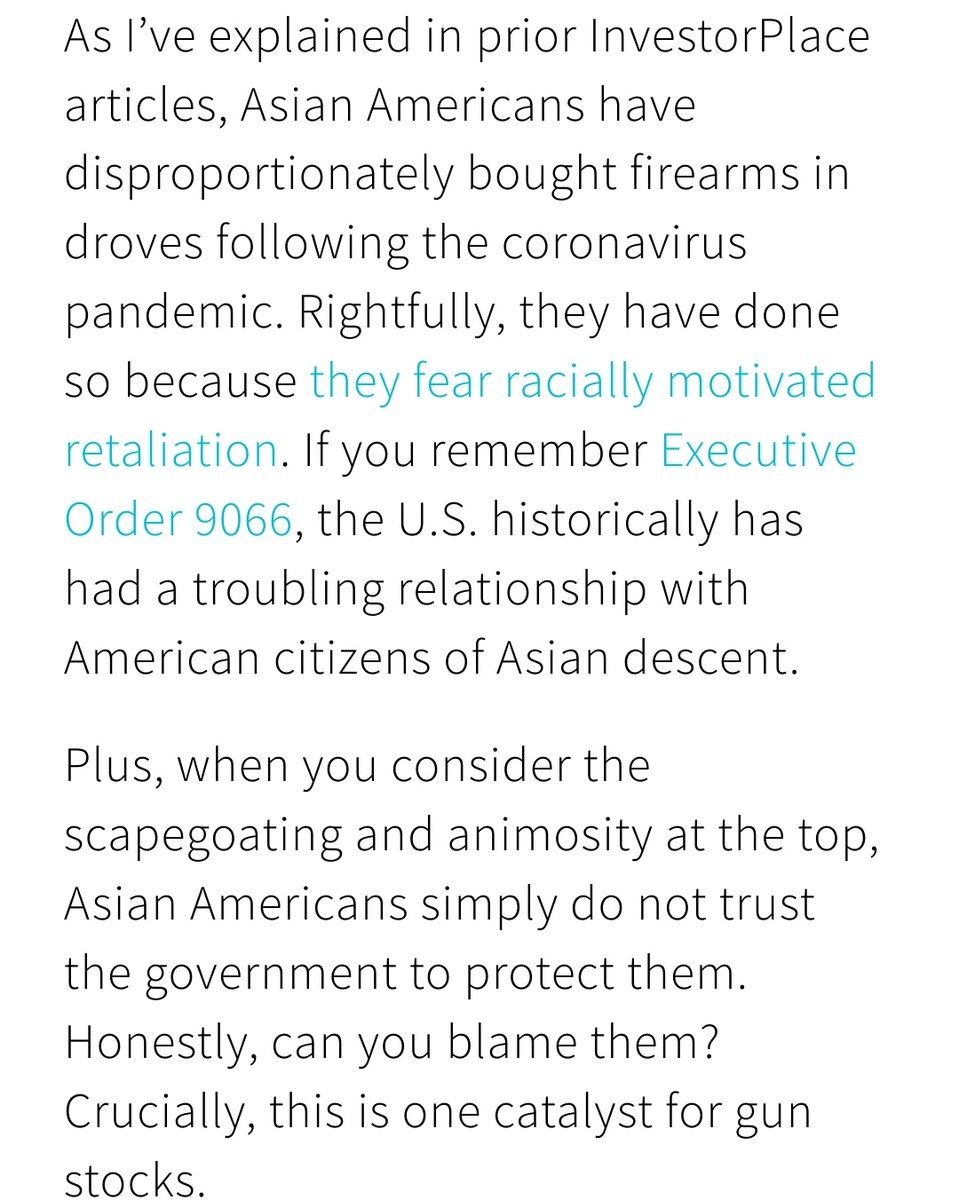 As I’ve explained in prior InvestorPlace
articles, Asian Americans have
disproportionately bought firearms in
droves following the coronavirus
pandemic. Rightfully, they have done
so because they fear racially motivated
retaliation. If you remember Executive
Order 9066, the U.S. historically has
had a troubling relationship with
American citizens of Asian descent.
Plus, when you consider the
scapegoating and animosity at the top,
Asian Americans simply do not trust
the government to protect them.
Honestly, can you blame them?
Crucially, this is one catalyst for gun
stocks.